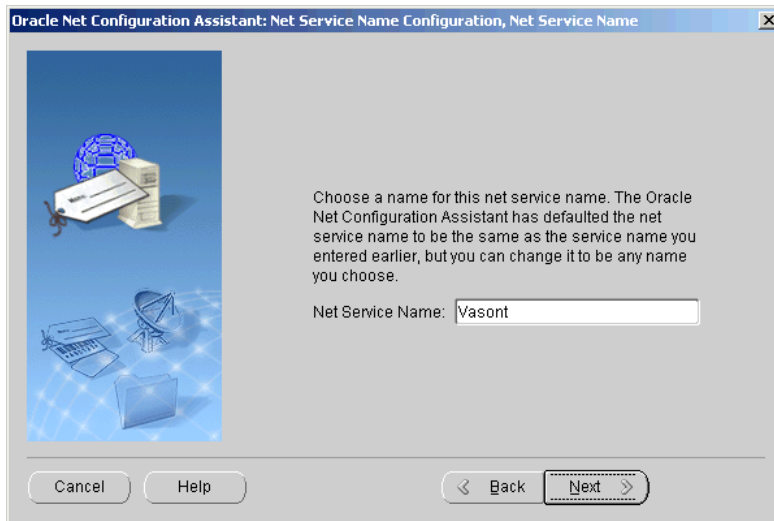 Oracle Net Configuration Assistant: Net Service Name Configuration, Net Service Name
Choose a name for this net service name. The Oracle
Net Configuration Assistant has defaulted the net
service name to be the same as the service name you
entered earlier, but you can change it to be any name
you choose.
Net Service Name: Vasont
Cancel Help Back Next